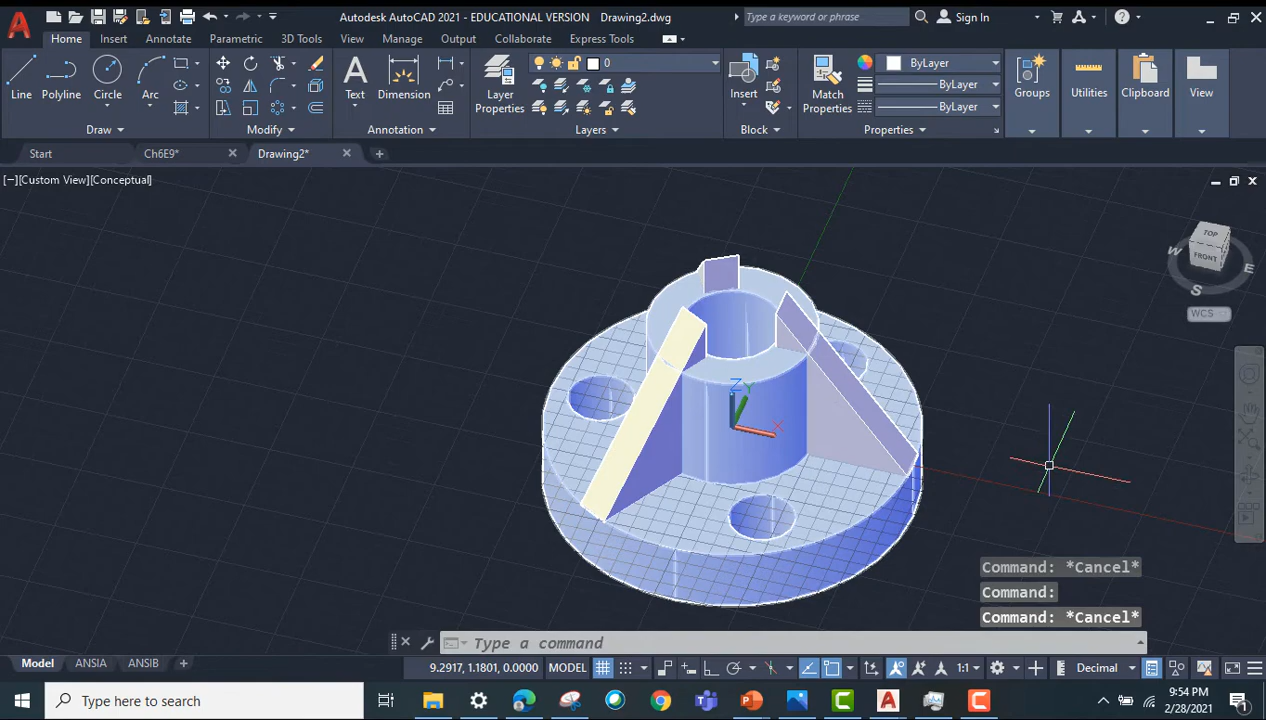 Autodesk AutoCAD 2021 - EDUCATIONAL VERSION Drawing2.dwg
Type a keyword or phrase
Sign In
Home Insert Annotate Parametric 3D Tools View Manage Output Collaborate Express Tools
0
ByLayer
ByLayer
ByLayer
Line Polyline Circle Arc
Text Dimension
Layer Properties
Insert
Match Properties
Groups Utilities Clipboard View
Draw Modify Annotation Layers Block Properties
Start Ch6E9* Drawing2*
[−][Custom View][Conceptual]
TOP
FRONT
W
E
S
WCS
Z
Y
X
Command: *Cancel*
Command:
Command: *Cancel*
Type a command
Model ANSIA ANSIB
9.2917, 1.1801, 0.0000 MODEL 1:1 Decimal
Type here to search
9:54 PM
2/28/2021
1